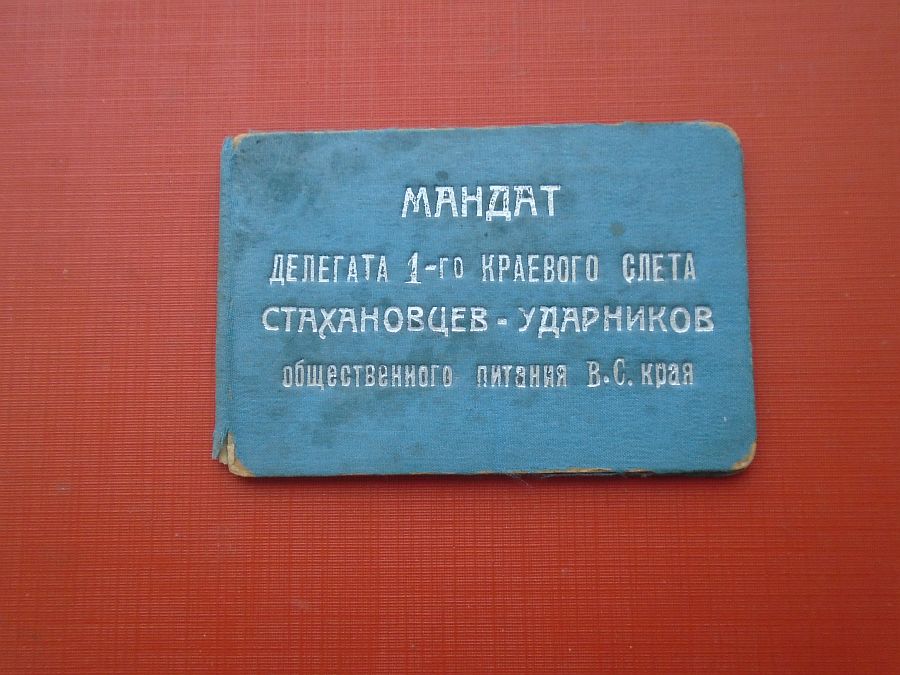 МАНДАТ
ДЕЛЕГАТА 1-го КРАЕВОГО СЛЕТА
СТАХАНОВЦЕВ - УДАРНИКОВ
общественного питания В.С. края